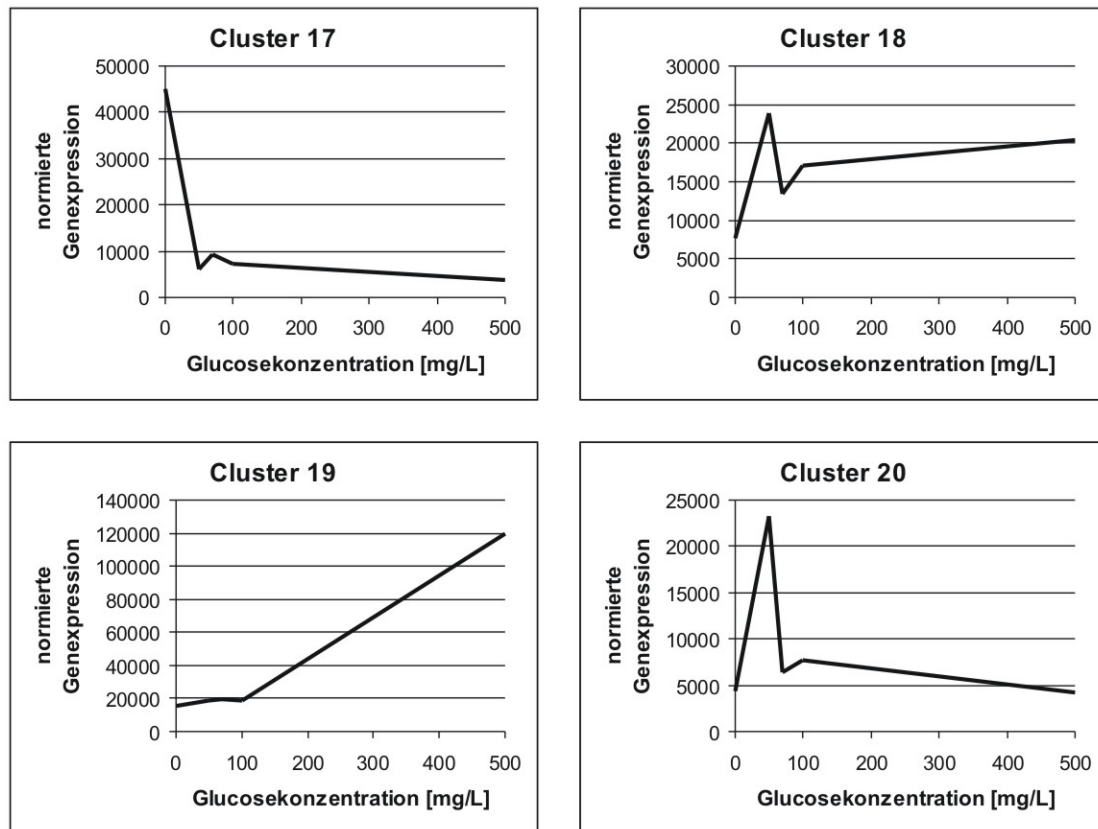 Cluster 17
normierte
Genexpression
50000
40000
30000
20000
10000
0
0 100 200 300 400 500
Glucosekonzentration [mg/L]
Cluster 18
normierte
Genexpression
30000
25000
20000
15000
10000
5000
0
0 100 200 300 400 500
Glucosekonzentration [mg/L]
Cluster 19
normierte
Genexpression
140000
120000
100000
80000
60000
40000
20000
0
0 100 200 300 400 500
Glucosekonzentration [mg/L]
Cluster 20
normierte
Genexpression
25000
20000
15000
10000
5000
0
0 100 200 300 400 500
Glucosekonzentration [mg/L]